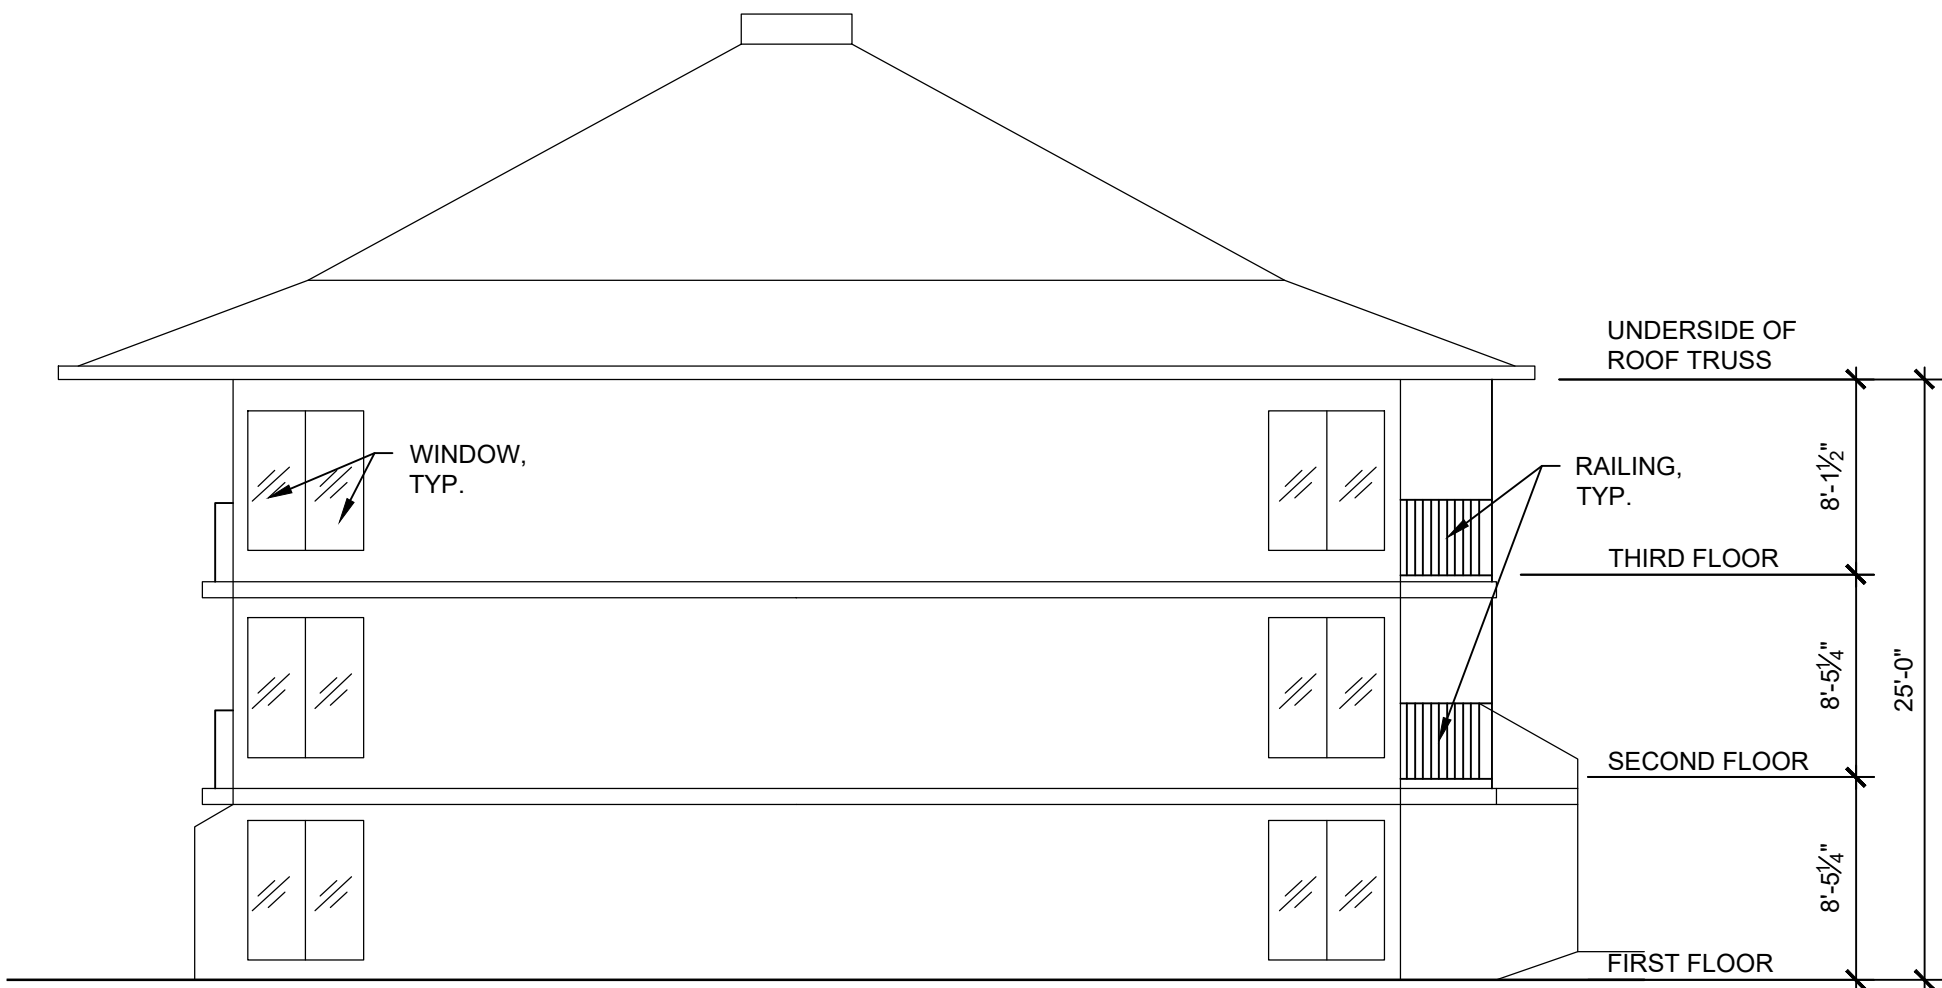 UNDERSIDE OF
ROOF TRUSS
WINDOW,
TYP.
RAILING,
TYP.
8'-1½"
THIRD FLOOR
8'-5¼"
25'-0"
SECOND FLOOR
8'-5¼"
FIRST FLOOR